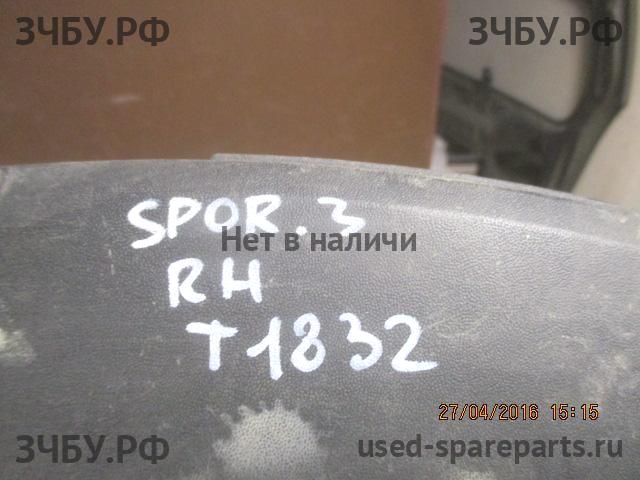 ЗЧБУ.РФ ЗЧБУ.РФ
SPOR.3
Нет в наличи
RH
T1832
27/04/2016 15:15
ЗЧБУ.РФ used-spareparts.ru